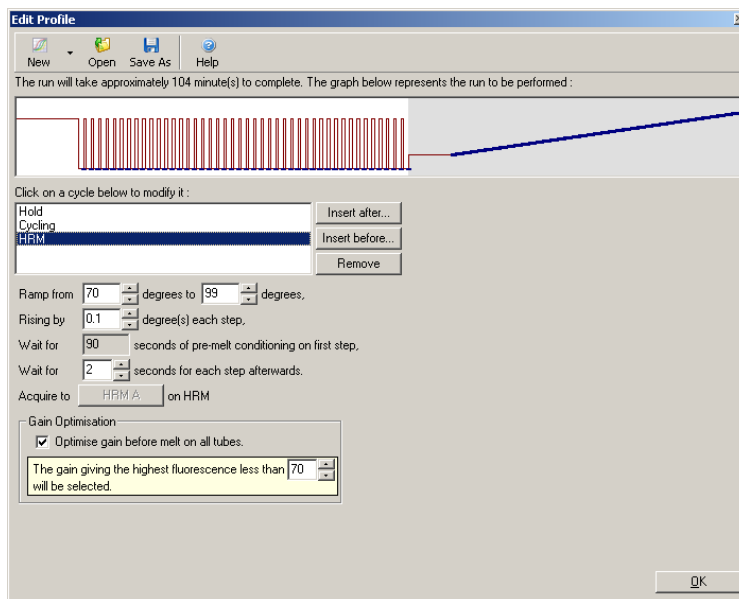 Edit Profile
New Open Save As Help
The run will take approximately 104 minute(s) to complete. The graph below represents the run to be performed :
Click on a cycle below to modify it :
Hold
Cycling
HRM
Insert after...
Insert before...
Remove
Ramp from 70 degrees to 99 degrees,
Rising by 0.1 degree(s) each step,
Wait for 90 seconds of pre-melt conditioning on first step,
Wait for 2 seconds for each step afterwards.
Acquire to HRM A on HRM
Gain Optimisation
Optimise gain before melt on all tubes.
The gain giving the highest fluorescence less than 70
will be selected.
OK